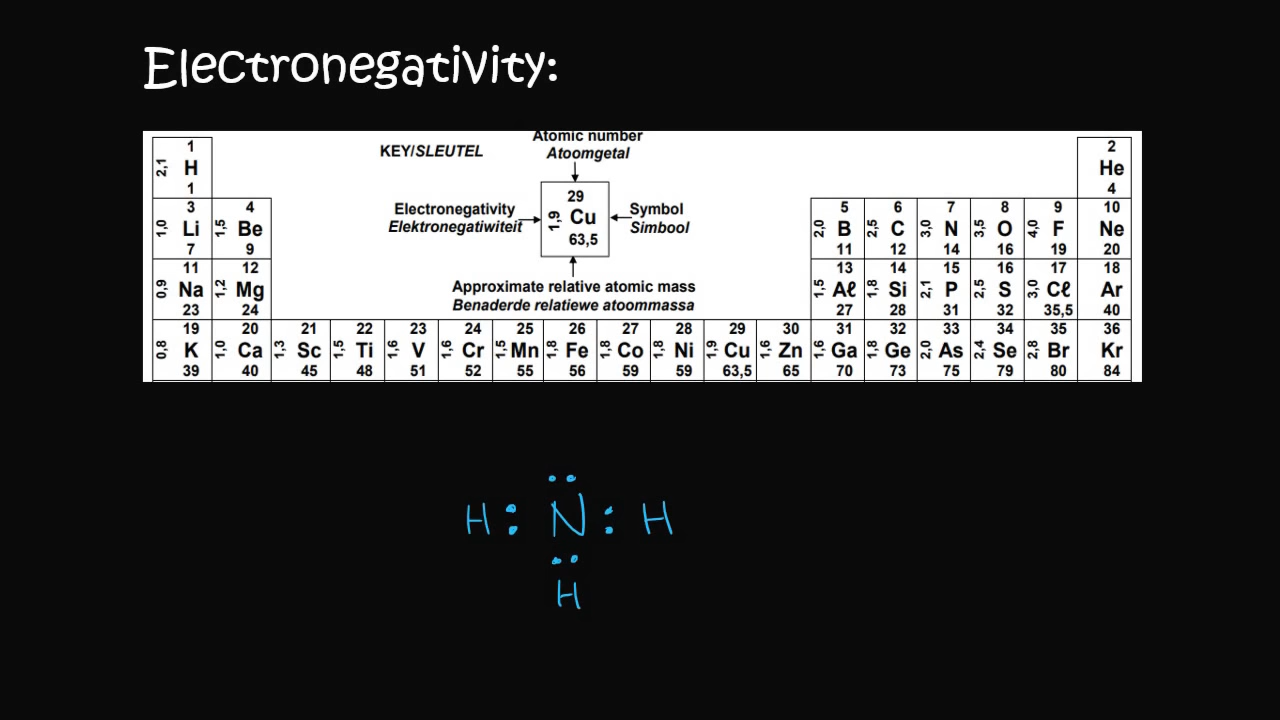 Electronegativity:
KEY/SLEUTEL
Atomic number
Atoomgetal
Electronegativity
Elektronegatiwiteit
29
1,9 Cu
63,5
Symbol
Simbool
Approximate relative atomic mass
Benaderde relatiewe atoommassa
1 2
2,1 H He
1 4
3 4 5 6 7 8 9 10
1,0 Li 1,5 Be 2,0 B 2,5 C 3,0 N 3,5 O 4,0 F Ne
7 9 11 12 14 16 19 20
11 12 13 14 15 16 17 18
0,9 Na 1,2 Mg 1,5 Aℓ 1,8 Si 2,1 P 2,5 S 3,0 Cℓ Ar
23 24 27 28 31 32 35,5 40
19 20 21 22 23 24 25 26 27 28 29 30 31 32 33 34 35 36
0,8 K 1,0 Ca 1,3 Sc 1,5 Ti 1,6 V 1,6 Cr 1,5 Mn 1,8 Fe 1,8 Co 1,8 Ni 1,9 Cu 1,6 Zn 1,6 Ga 1,8 Ge 2,0 As 2,4 Se 2,8 Br Kr
39 40 45 48 51 52 55 56 59 59 63,5 65 70 73 75 79 80 84
H : N : H
H